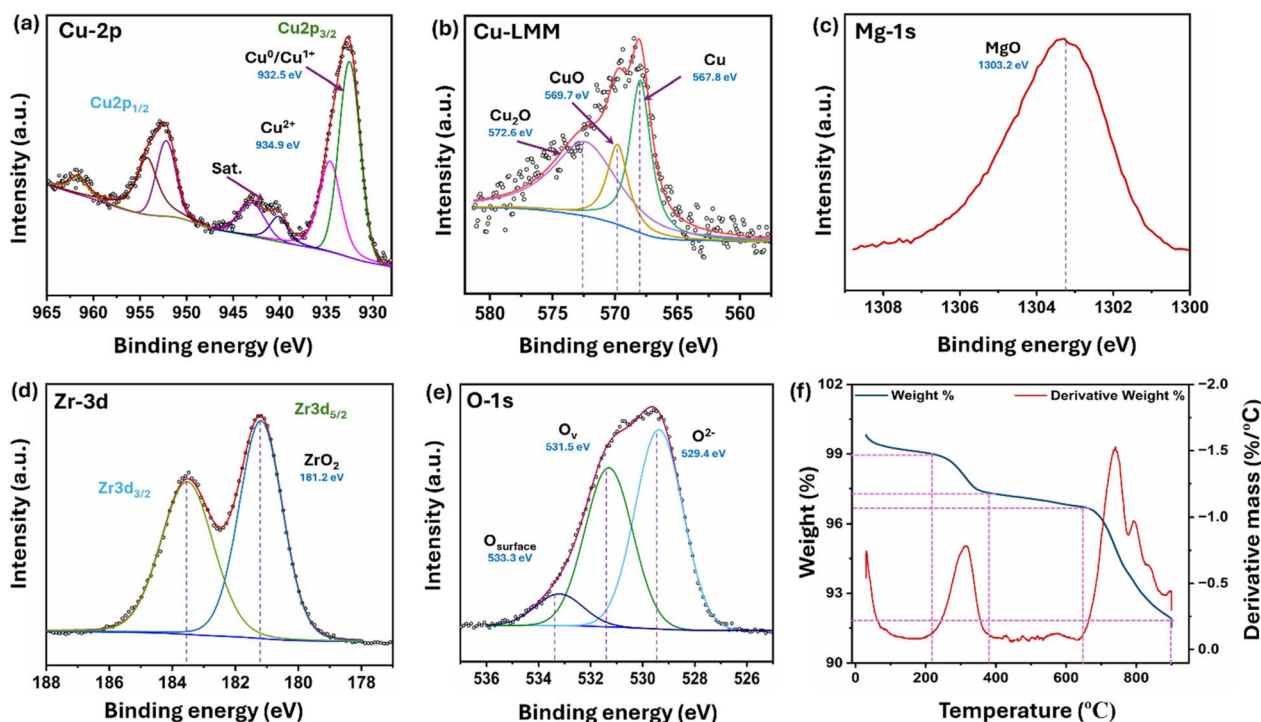 (a)
Cu-2p
Cu2p3/2
Cu⁰/Cu¹⁺
932.5 eV
Cu2p1/2
Cu²⁺
934.9 eV
Sat.
Intensity (a.u.)
965 960 955 950 945 940 935 930
Binding energy (eV)
(b)
Cu-LMM
Cu
567.8 eV
CuO
569.7 eV
Cu₂O
572.6 eV
Intensity (a.u.)
580 575 570 565 560
Binding energy (eV)
(c)
Mg-1s
MgO
1303.2 eV
Intensity (a.u.)
1308 1306 1304 1302 1300
Binding energy (eV)
(d)
Zr-3d
Zr3d5/2
ZrO₂
181.2 eV
Zr3d3/2
Intensity (a.u.)
188 186 184 182 180 178
Binding energy (eV)
(e)
O-1s
Oᵥ
531.5 eV
O²⁻
529.4 eV
Osurface
533.3 eV
Intensity (a.u.)
536 534 532 530 528 526
Binding energy (eV)
(f)
Weight %
Derivative Weight %
Weight (%)
102
99
96
93
90
0 200 400 600 800
Temperature (ºC)
−2.0
−1.5
−1.0
−0.5
0.0
Derivative mass (%/ºC)